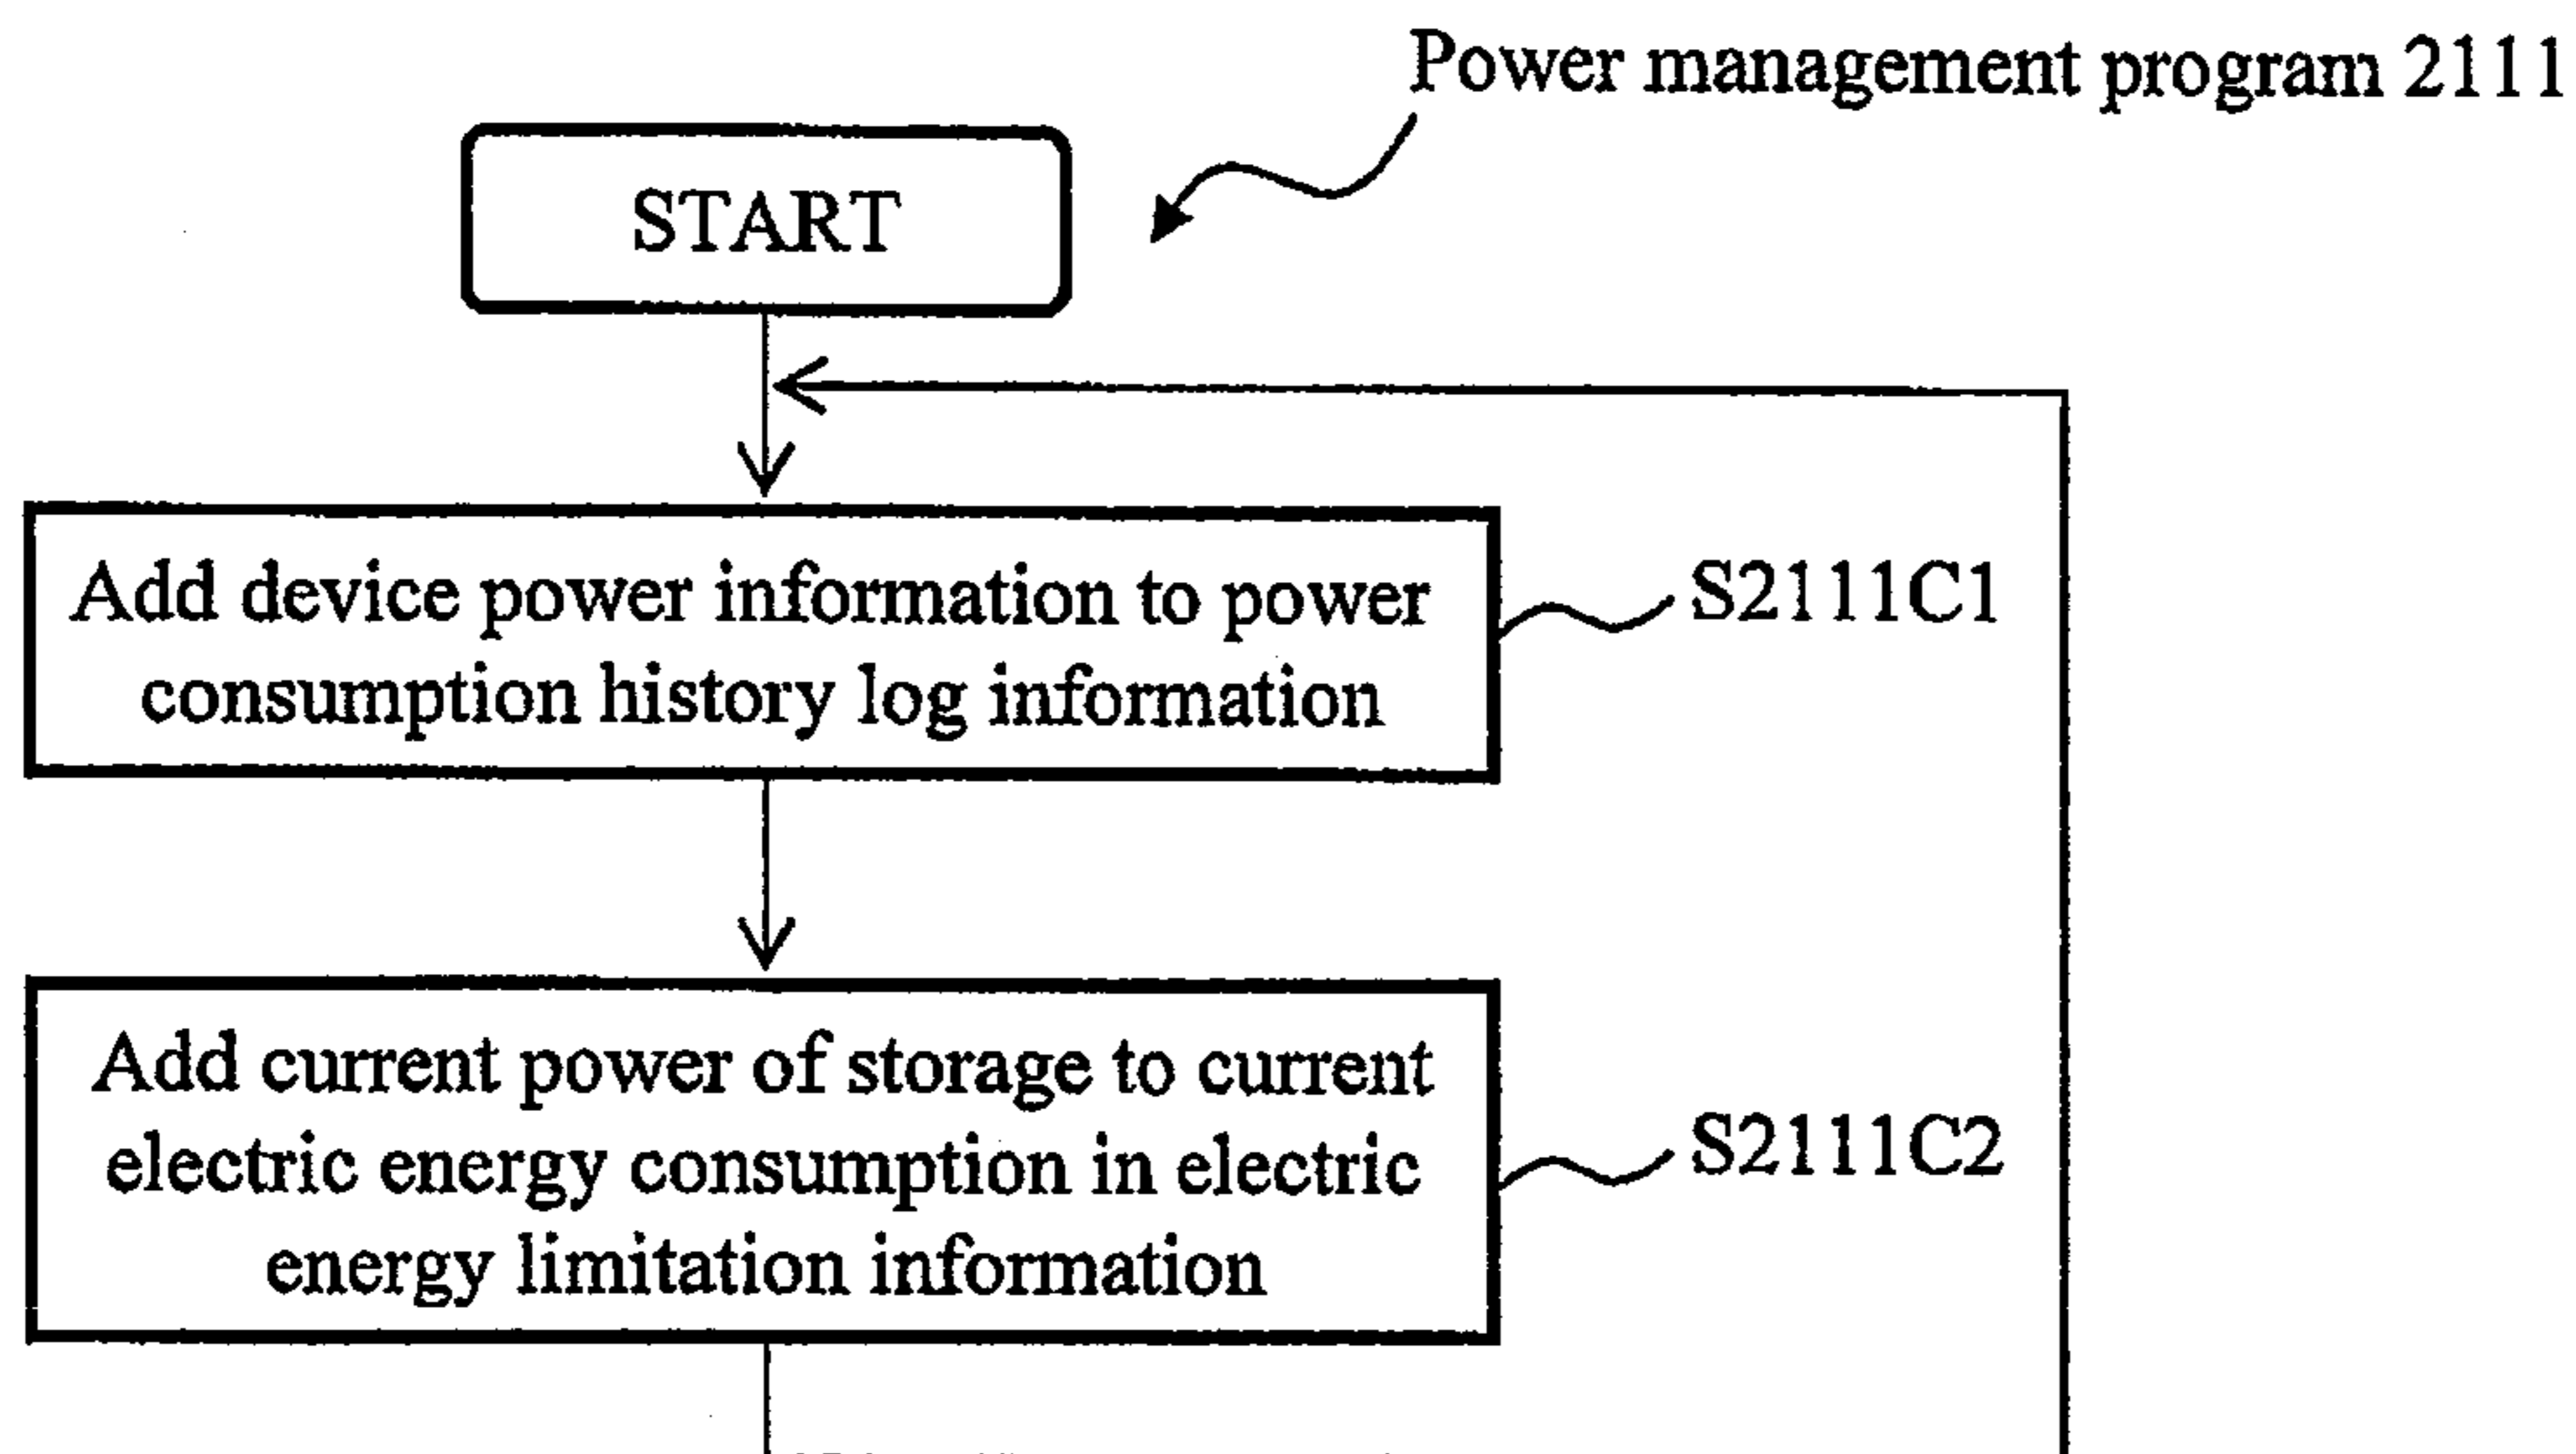 Power management program 2111
START
Add device power information to power
consumption history log information
S2111C1
Add current power of storage to current
electric energy consumption in electric
energy limitation information
S2111C2